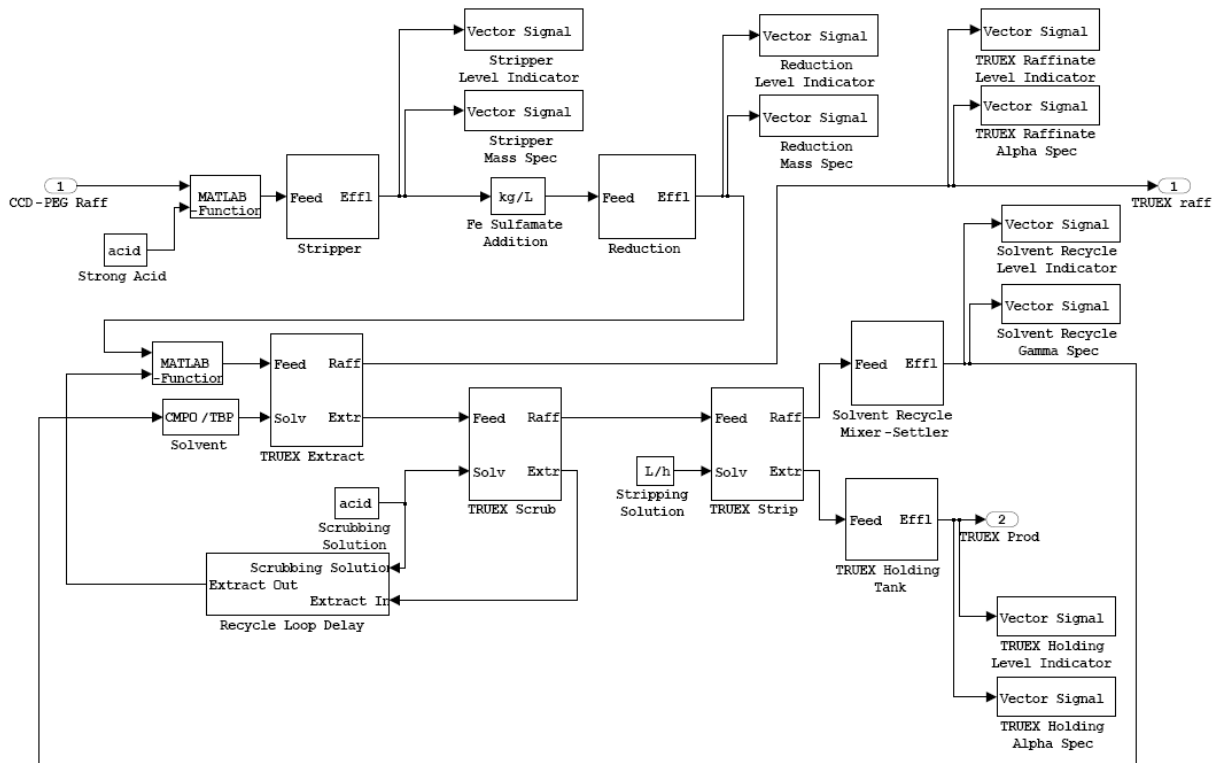 Vector Signal
Stripper
Level Indicator
Vector Signal
Stripper
Mass Spec
Vector Signal
Reduction
Level Indicator
Vector Signal
Reduction
Mass Spec
Vector Signal
TRUEX Raffinate
Level Indicator
Vector Signal
TRUEX Raffinate
Alpha Spec
1
CCD-PEG Raff
MATLAB
-Function
acid
Strong Acid
Feed Effl
Stripper
kg/L
Fe Sulfamate
Addition
Feed Effl
Reduction
1
TRUEX raff
Vector Signal
Solvent Recycle
Level Indicator
Vector Signal
Solvent Recycle
Gamma Spec
MATLAB
-Function
CMPO/TBP
Solvent
Feed Raff
Solv Extr
TRUEX Extract
Feed Raff
Solv Extr
TRUEX Scrub
acid
Scrubbing
Solution
Scrubbing Solution
Extract Out
Extract In
Recycle Loop Delay
L/h
Stripping
Solution
Feed Raff
Solv Extr
TRUEX Strip
Feed Effl
Solvent Recycle
Mixer-Settler
Feed Effl
TRUEX Holding
Tank
2
TRUEX Prod
Vector Signal
TRUEX Holding
Level Indicator
Vector Signal
TRUEX Holding
Alpha Spec